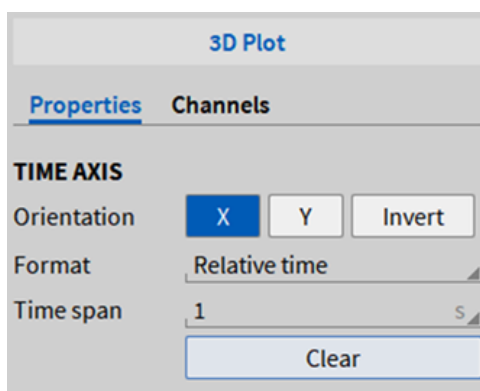 3D Plot
Properties Channels
TIME AXIS
Orientation X Y Invert
Format Relative time
Time span 1 s
Clear